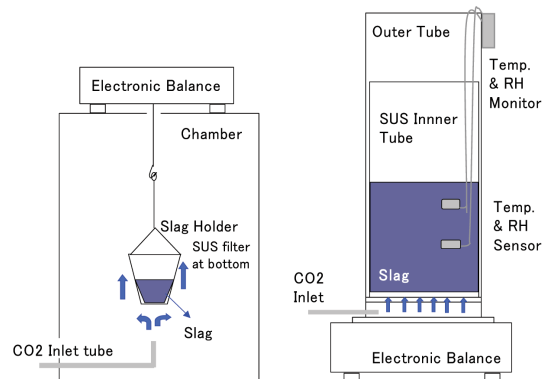 Electronic Balance
Chamber
Slag Holder
SUS filter
at bottom
Slag
CO2 Inlet tube
Outer Tube
Temp.
& RH
Monitor
SUS Innner
Tube
Temp.
& RH
Sensor
Slag
CO2
Inlet
Electronic Balance